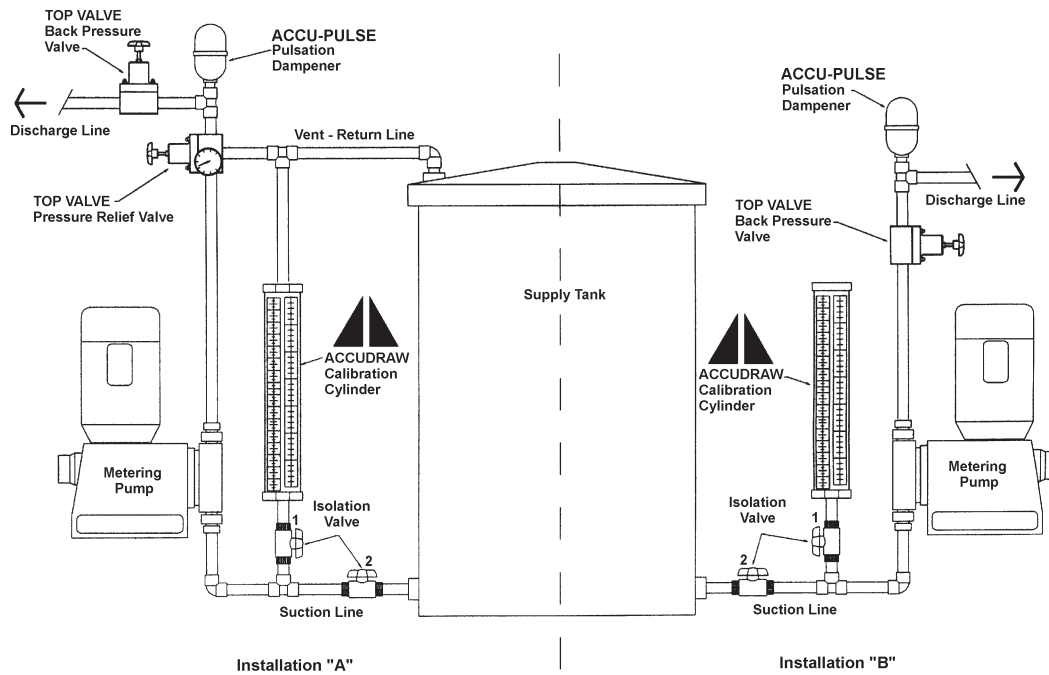 TOP VALVE
Back Pressure
Valve
ACCU-PULSE
Pulsation
Dampener
Discharge Line
Vent - Return Line
TOP VALVE
Pressure Relief Valve
ACCUDRAW
Calibration
Cylinder
Metering
Pump
Isolation
Valve
1
2
Suction Line
Installation "A"
Supply Tank
ACCU-PULSE
Pulsation
Dampener
Discharge Line
TOP VALVE
Back Pressure
Valve
ACCUDRAW
Calibration
Cylinder
Metering
Pump
Isolation
Valve
1
2
Suction Line
Installation "B"